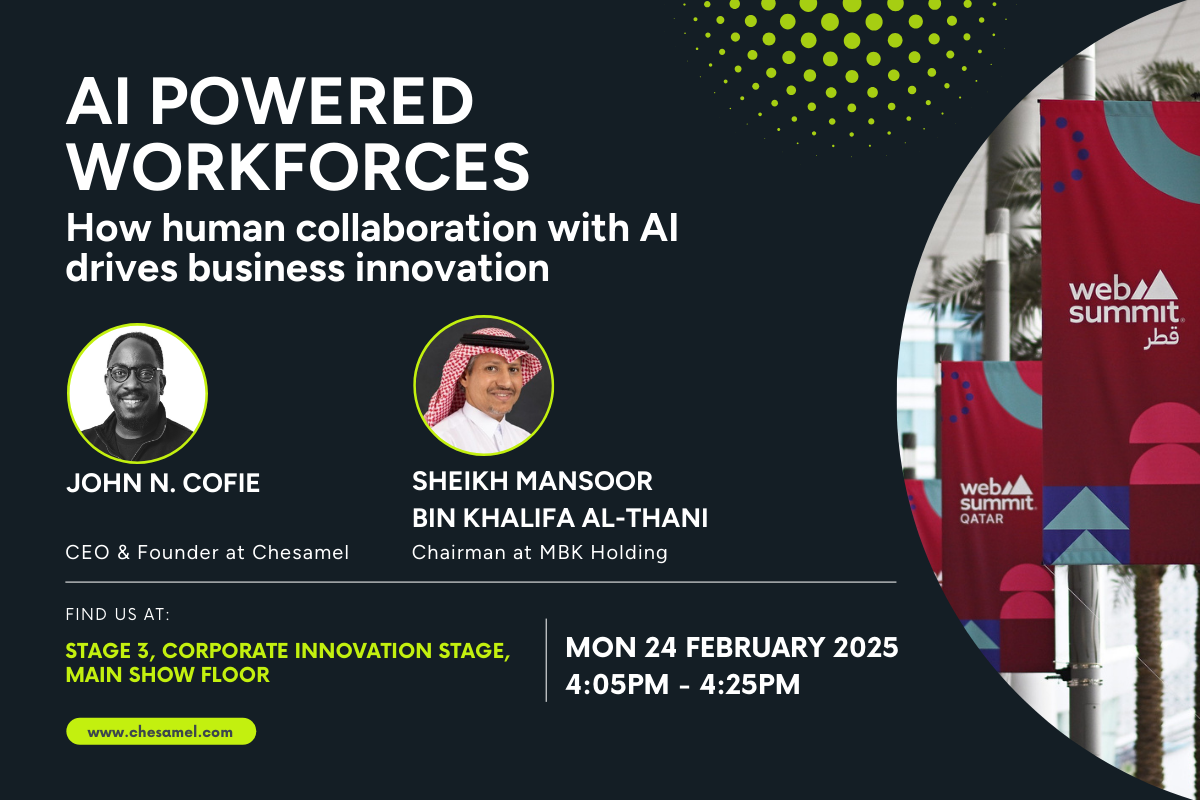 AI POWERED
WORKFORCES
How human collaboration with AI
drives business innovation
JOHN N. COFIE
CEO & Founder at Chesamel
SHEIKH MANSOOR
BIN KHALIFA AL-THANI
Chairman at MBK Holding
FIND US AT:
STAGE 3, CORPORATE INNOVATION STAGE,
MAIN SHOW FLOOR
MON 24 FEBRUARY 2025
4:05PM - 4:25PM
www.chesamel.com
web
summit®
قطر
web
summit®
QATAR